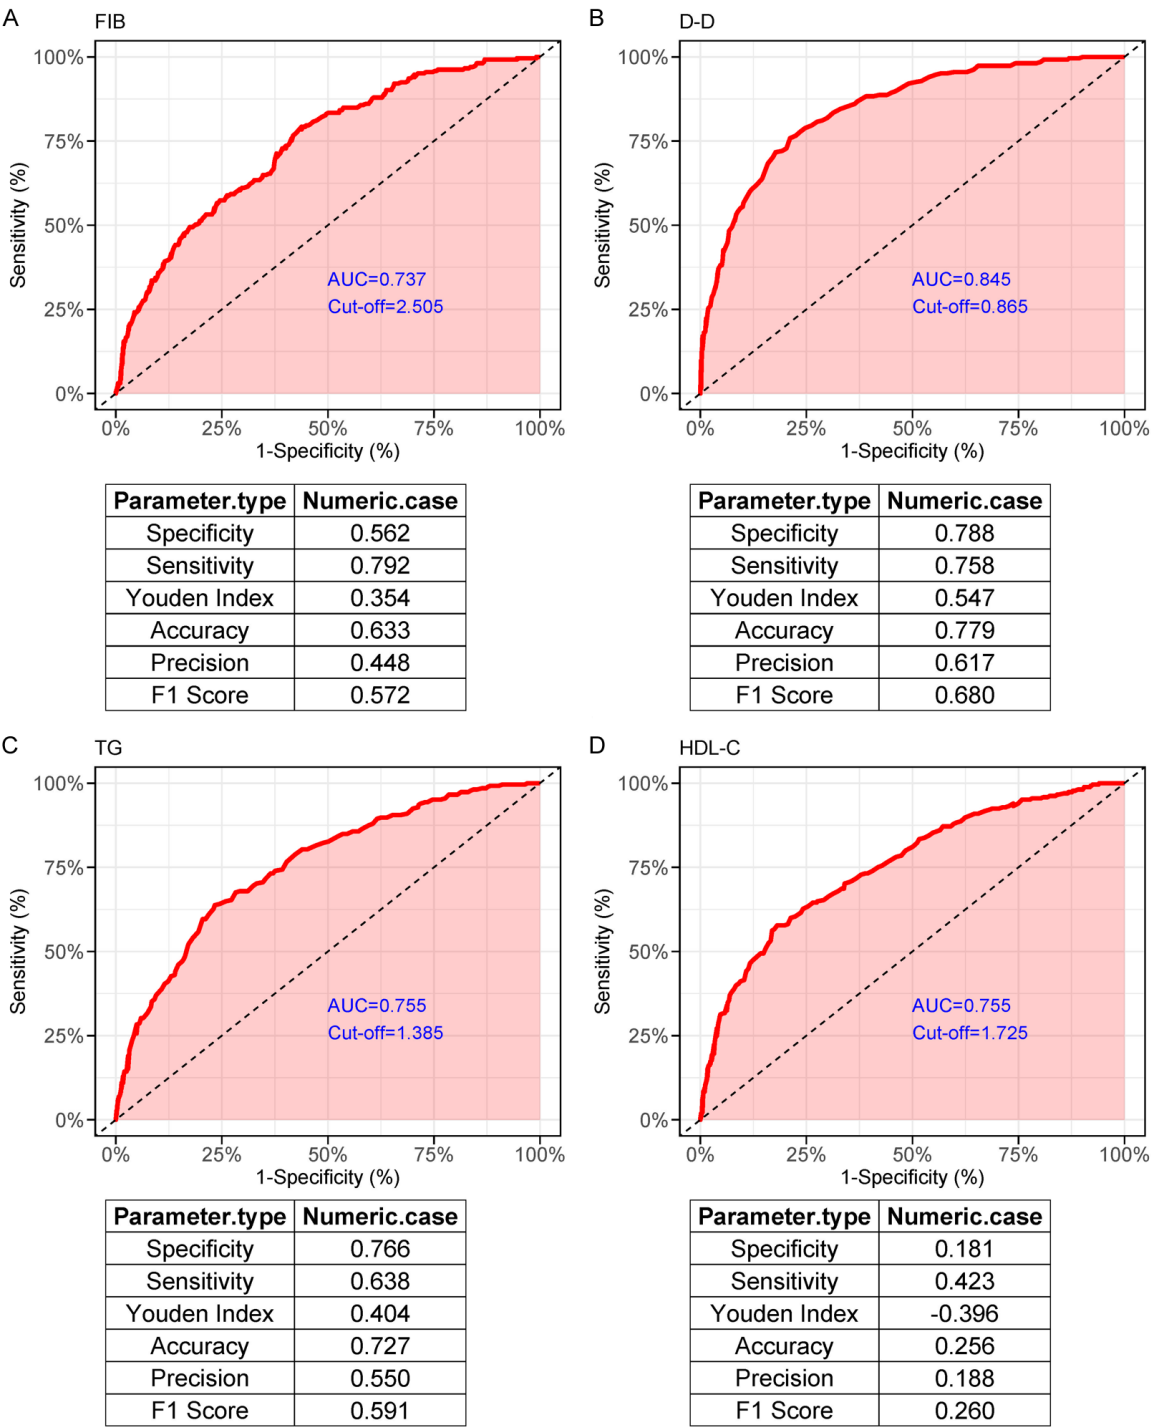 A FIB
100%
75%
50%
25%
0%
Sensitivity (%)
AUC=0.737
Cut-off=2.505
0% 25% 50% 75% 100%
1-Specificity (%)
Parameter.type Numeric.case
Specificity 0.562
Sensitivity 0.792
Youden Index 0.354
Accuracy 0.633
Precision 0.448
F1 Score 0.572
B D-D
100%
75%
50%
25%
0%
Sensitivity (%)
AUC=0.845
Cut-off=0.865
0% 25% 50% 75% 100%
1-Specificity (%)
Parameter.type Numeric.case
Specificity 0.788
Sensitivity 0.758
Youden Index 0.547
Accuracy 0.779
Precision 0.617
F1 Score 0.680
C TG
100%
75%
50%
25%
0%
Sensitivity (%)
AUC=0.755
Cut-off=1.385
0% 25% 50% 75% 100%
1-Specificity (%)
Parameter.type Numeric.case
Specificity 0.766
Sensitivity 0.638
Youden Index 0.404
Accuracy 0.727
Precision 0.550
F1 Score 0.591
D HDL-C
100%
75%
50%
25%
0%
Sensitivity (%)
AUC=0.755
Cut-off=1.725
0% 25% 50% 75% 100%
1-Specificity (%)
Parameter.type Numeric.case
Specificity 0.181
Sensitivity 0.423
Youden Index -0.396
Accuracy 0.256
Precision 0.188
F1 Score 0.260